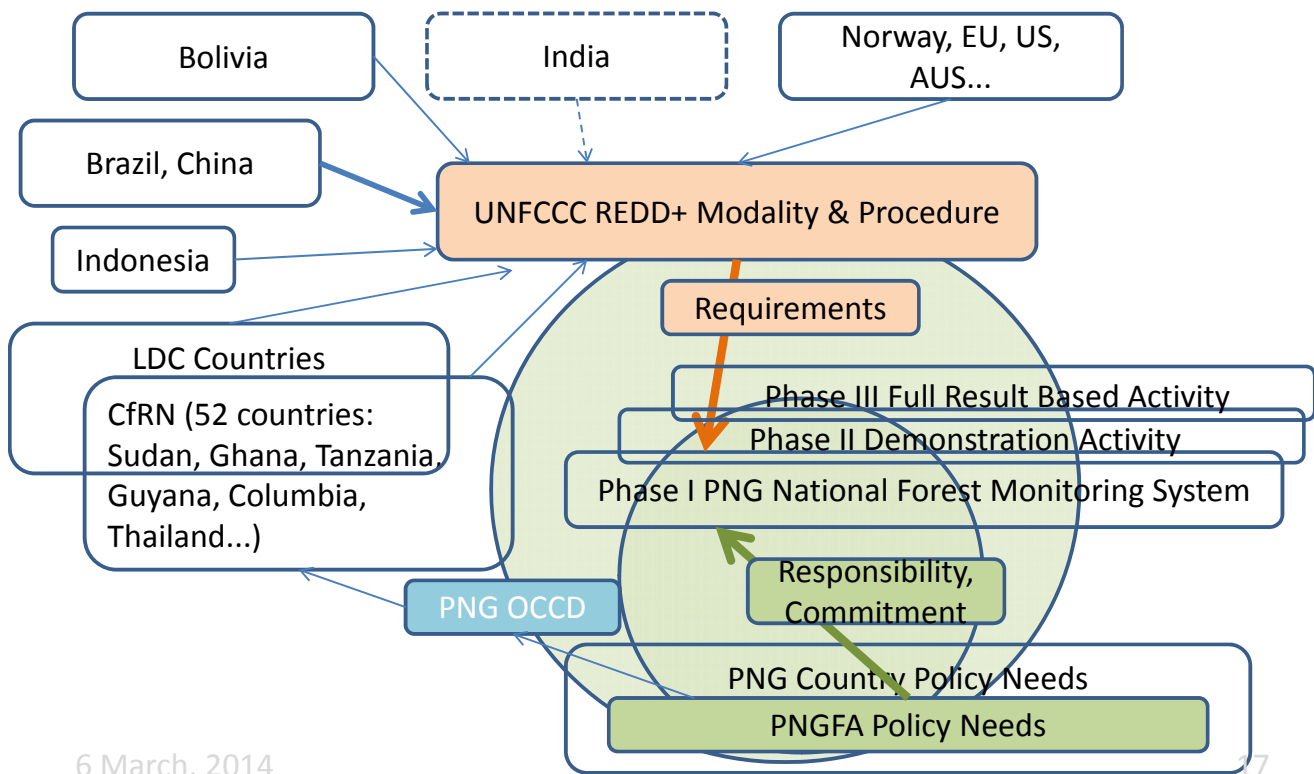 Bolivia
India
Norway, EU, US,
AUS...
Brazil, China
UNFCCC REDD+ Modality & Procedure
Indonesia
Requirements
LDC Countries
CfRN (52 countries:
Sudan, Ghana, Tanzania,
Guyana, Columbia,
Thailand...)
Phase III Full Result Based Activity
Phase II Demonstration Activity
Phase I PNG National Forest Monitoring System
Responsibility,
Commitment
PNG OCCD
PNG Country Policy Needs
PNGFA Policy Needs
6 March, 2014
17